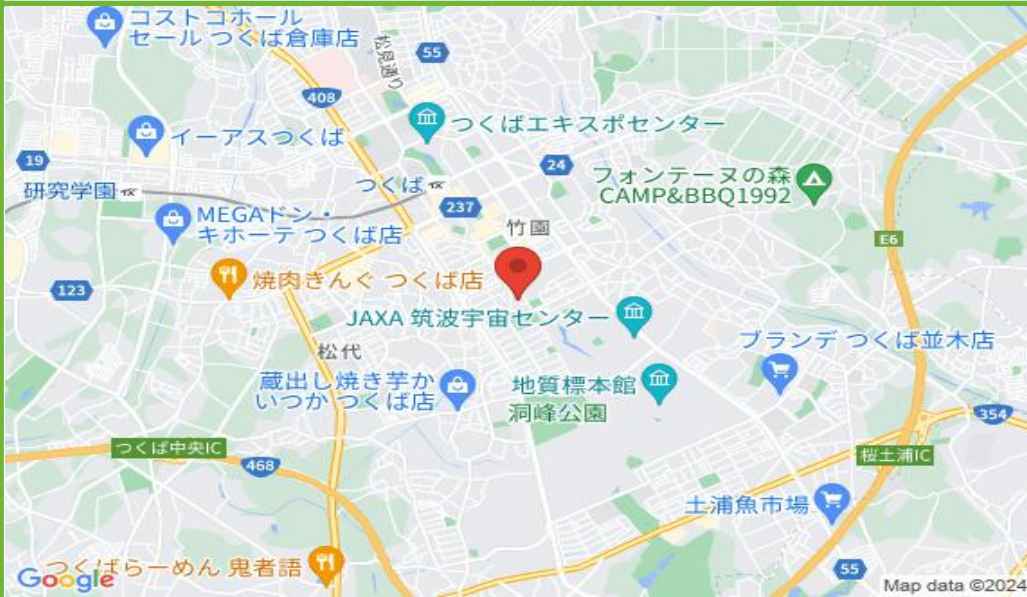 コストコホール
セール つくば倉庫店
55
松見通り
408
つくばエキスポセンター
イーアスつくば
19
24
フォンテーヌの森
CAMP&BBQ1992
研究学園
つくば
237
MEGAドン・
キホーテ つくば店
竹園
E6
焼肉きんぐ つくば店
123
JAXA 筑波宇宙センター
ブランデ つくば並木店
松代
蔵出し焼き芋か
いつか つくば店
地質標本館
洞峰公園
354
つくば中央IC
468
桜土浦IC
土浦魚市場
つくばらーめん 鬼者語
55
Google
Map data ©2024